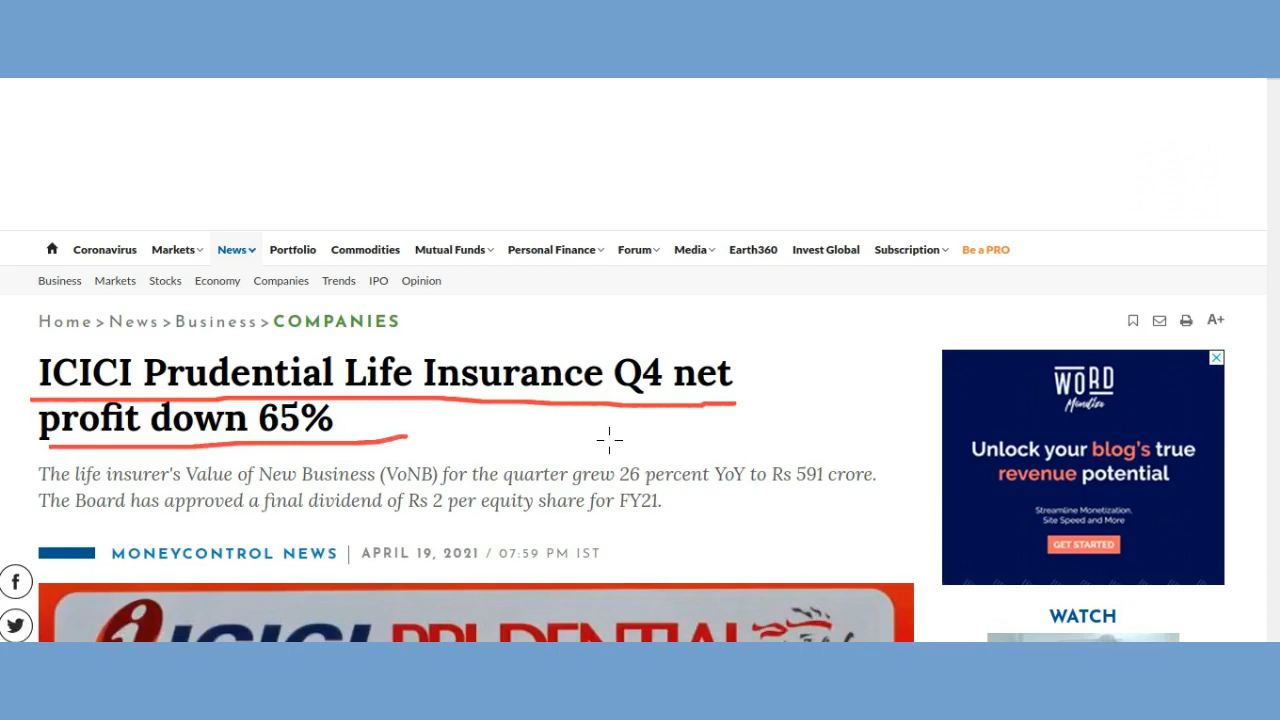 Coronavirus Markets News Portfolio Commodities Mutual Funds Personal Finance Forum Media Earth360 Invest Global Subscription Be a PRO
Business Markets Stocks Economy Companies Trends IPO Opinion
Home > News > Business > COMPANIES
A+
ICICI Prudential Life Insurance Q4 net
profit down 65%
The life insurer's Value of New Business (VoNB) for the quarter grew 26 percent YoY to Rs 591 crore.
The Board has approved a final dividend of Rs 2 per equity share for FY21.
MONEYCONTROL NEWS | APRIL 19, 2021 / 07:59 PM IST
ICICI PRUDENTIAL
WORD
Monetize
Unlock your blog's true
revenue potential
Streamline Monetization,
Site Speed and More
GET STARTED
WATCH